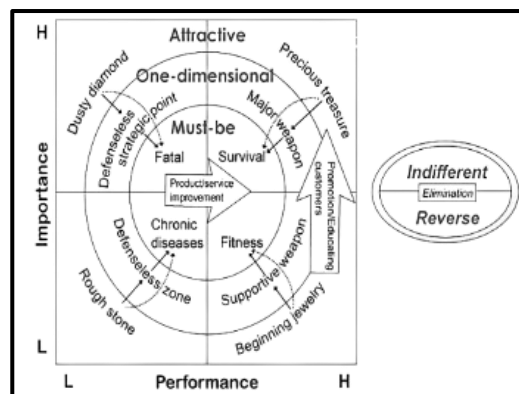 H
Attractive
One-dimensional
Must-be
Dusty diamond
Defenseless
strategic point
Fatal
Survival
Major weapon
Precious treasure
Importance
Product/service
improvement
Promotion/Educating
customers
Chronic
diseases
Fitness
Defenseless zone
Supportive weapon
Rough stone
Beginning jewelry
L
L
Performance
H
Indifferent
Elimination
Reverse